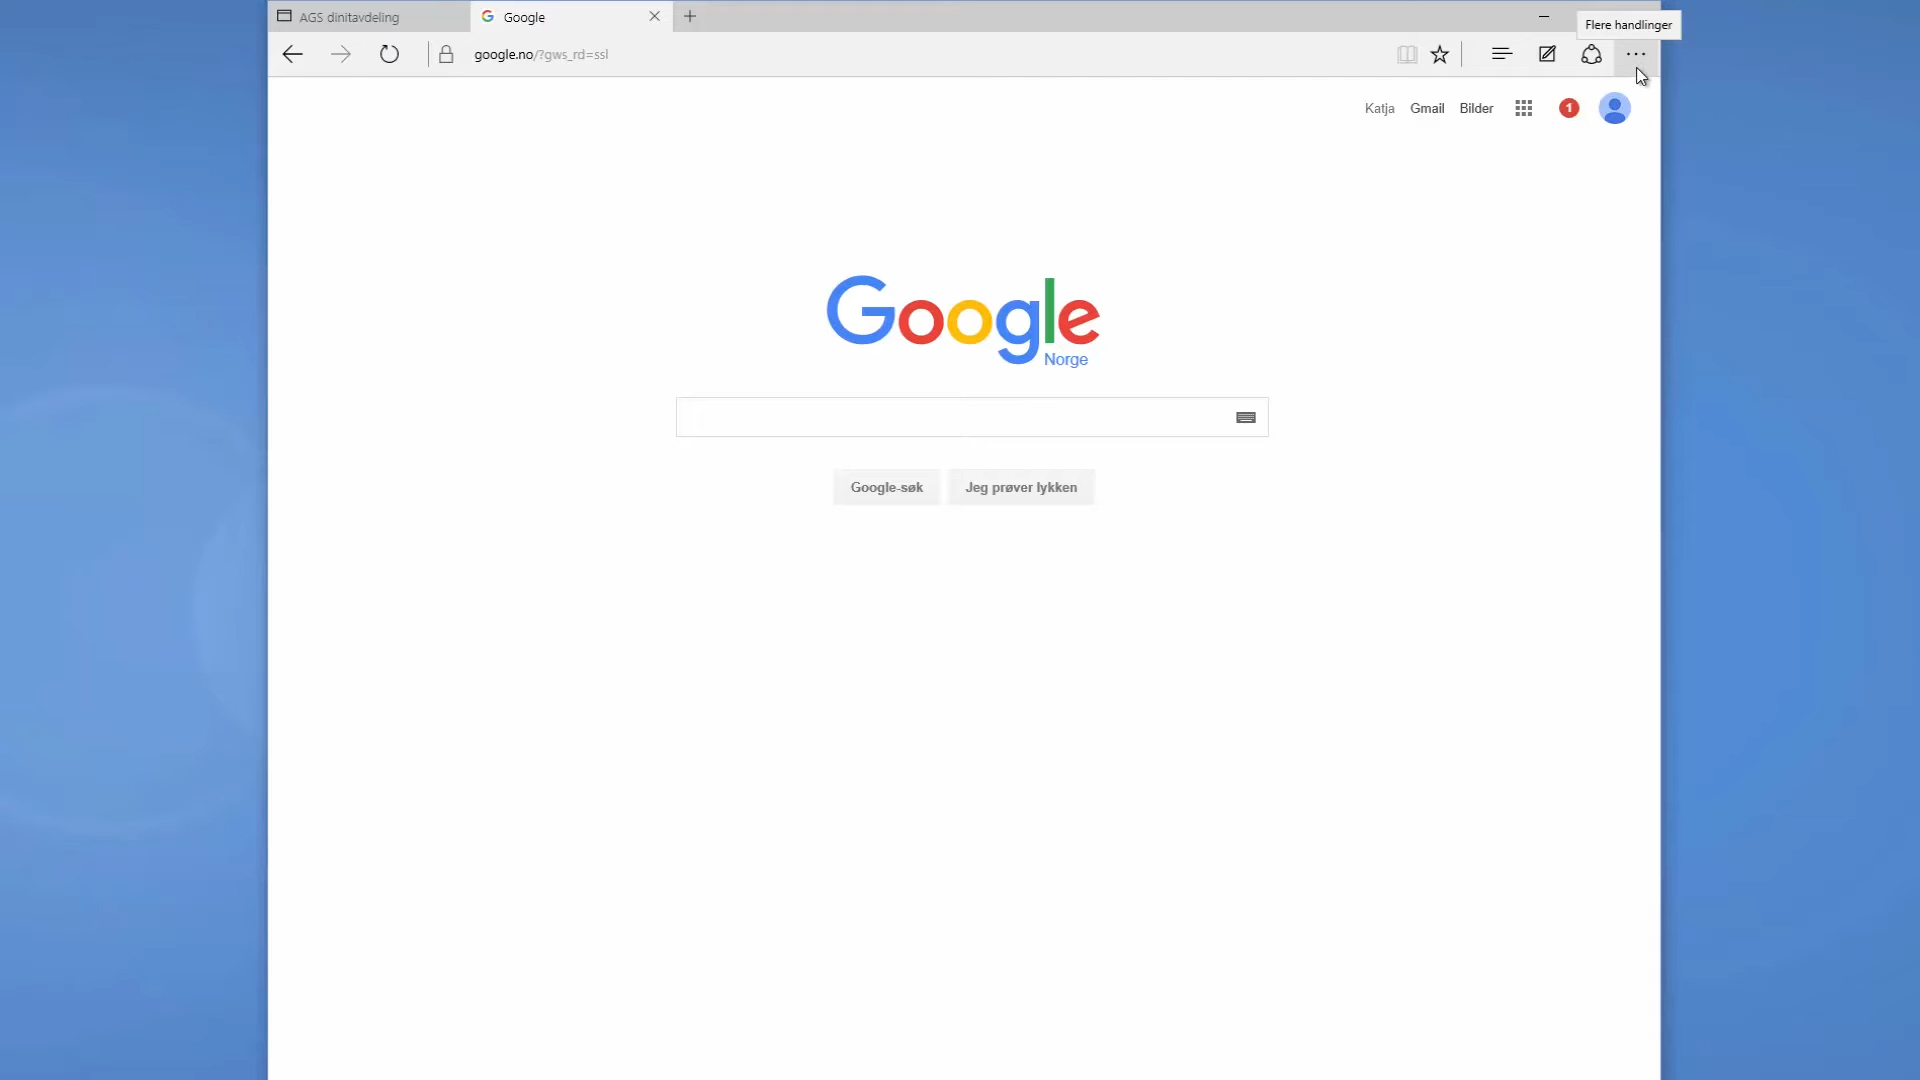 AGS dinitavdeling
Google
Flere handlinger
google.no/?gws_rd=ssl
Katja Gmail Bilder 1
Google
Norge
Google-søk Jeg prøver lykken